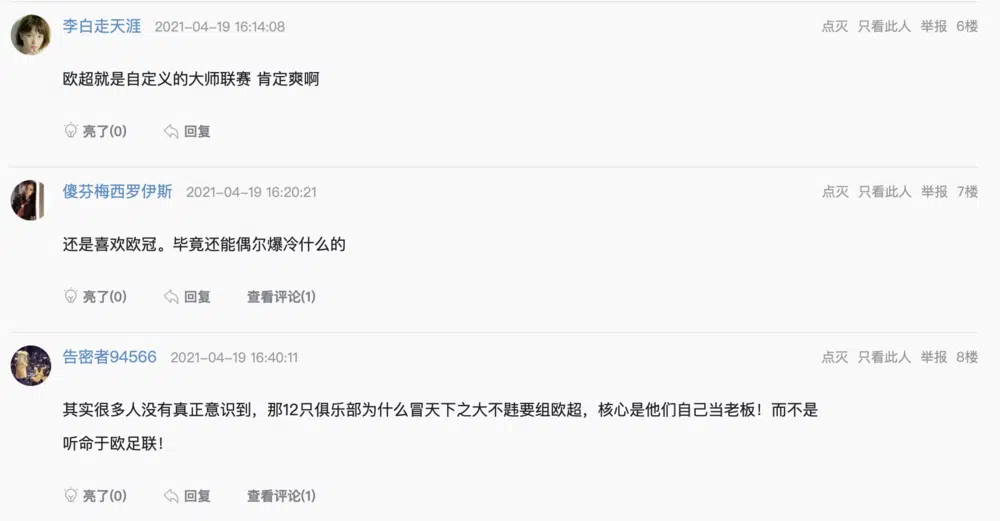 李白走天涯 2021-04-19 16:14:08 点灭 只看此人 举报 6楼
欧超就是自定义的大师联赛 肯定爽啊
亮了(0) 回复
傻芬梅西罗伊斯 2021-04-19 16:20:21 点灭 只看此人 举报 7楼
还是喜欢欧冠。毕竟还能偶尔爆冷什么的
亮了(0) 回复 查看评论(1)
告密者94566 2021-04-19 16:40:11 点灭 只看此人 举报 8楼
其实很多人没有真正意识到，那12只俱乐部为什么冒天下之大不韪要组欧超，核心是他们自己当老板！而不是
听命于欧足联！
亮了(0) 回复 查看评论(1)